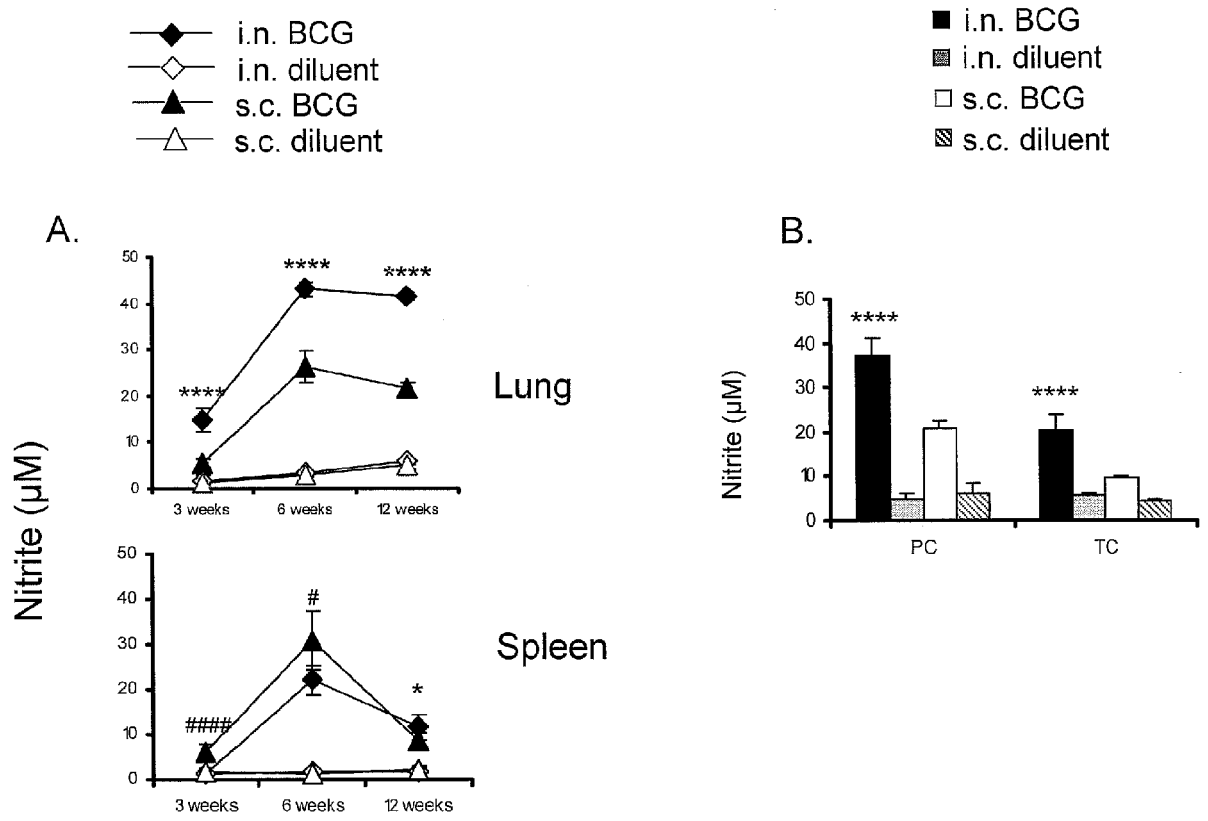 i.n. BCG
i.n. diluent
s.c. BCG
s.c. diluent
i.n. BCG
i.n. diluent
s.c. BCG
s.c. diluent
A.
Nitrite (µM)
50
40
30
20
10
0
****
****
****
3 weeks
6 weeks
12 weeks
Lung
50
40
30
20
10
0
####
#
*
3 weeks
6 weeks
12 weeks
Spleen
B.
Nitrite (µM)
50
40
30
20
10
0
****
****
PC
TC